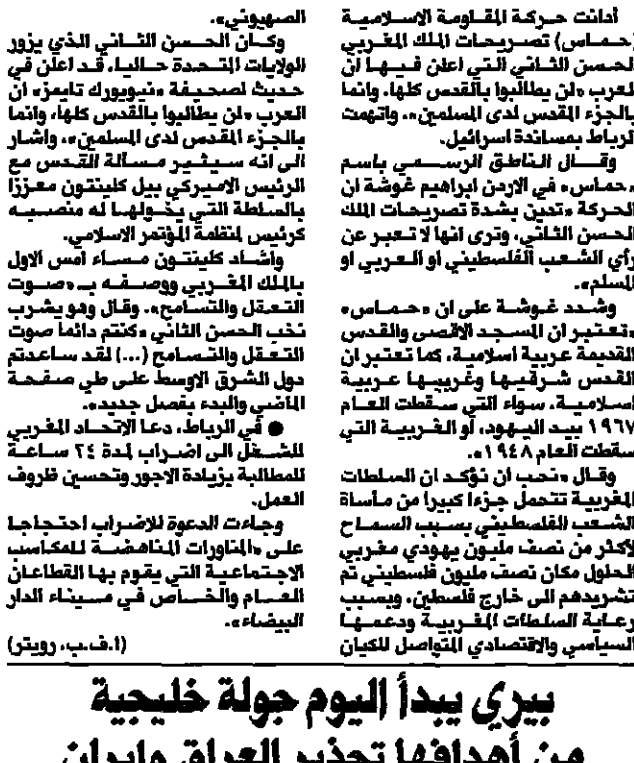 أدانت حركة المقاومة الاسلامية
(حماس) تصريحات الملك المغربي
الحسن الثاني التي اعلن فيها ان
العرب «لن يطالبوا بالقدس كلها، وانما
بالجزء المقدس لدى المسلمين»، واتهمت
الرباط بمساندة اسرائيل.
وقال الناطق الرسمي باسم
«حماس» في الاردن ابراهيم غوشة ان
الحركة «تدين بشدة تصريحات الملك
الحسن الثاني، وترى انها لا تعبر عن
رأي الشعب الفلسطيني او العربي او
المسلم».
وشدد غوشة على ان «حماس»
«تعتبر ان المسجد الاقصى والقدس
القديمة عربية اسلامية، كما تعتبر ان
القدس شرقيها وغربيها عربية
اسلامية، سواء التي سقطت العام
١٩٦٧ بيد اليهود، أو الغربية التي
سقطت العام ١٩٤٨».
وقال «نحب ان نؤكد ان السلطات
المغربية تتحمل جزءا كبيرا من مأساة
الشعب الفلسطيني بسبب السماح
لأكثر من نصف مليون يهودي مغربي
الحلول مكان نصف مليون فلسطيني تم
تشريدهم الى خارج فلسطين، وبسبب
رعاية السلطات المغربية ودعمها
السياسي والاقتصادي المتواصل للكيان
الصهيوني».
وكان الحسن الثاني الذي يزور
الولايات المتحدة حاليا، قد اعلن في
حديث لصحيفة «نيويورك تايمز» ان
العرب «لن يطالبوا بالقدس كلها، وانما
بالجزء المقدس لدى المسلمين»، واشار
الى انه سيثير مسألة القدس مع
الرئيس الاميركي بيل كلينتون معززا
بالسلطة التي يخولها له منصبه
كرئيس لمنظمة المؤتمر الاسلامي.
واشاد كلينتون مساء امس الاول
بالملك المغربي ووصفه بـ «صوت
التعقل والتسامح». وقال وهو يشرب
نخب الحسن الثاني «كنتم دائما صوت
التعقل والتسامح (...) لقد ساعدتم
دول الشرق الاوسط على طي صفحة
الماضي والبدء بفصل جديد».
● في الرباط، دعا الاتحاد المغربي
للشغل الى اضراب لمدة ٢٤ ساعة
للمطالبة بزيادة الاجور وتحسين ظروف
العمل.
وجاءت الدعوة للاضراب احتجاجا
على «المناورات المناهضة للمكاسب
الاجتماعية التي يقوم بها القطاعان
العام والخاص في ميناء الدار
البيضاء».
(ا.ف.ب، رويتر)
بيري يبدأ اليوم جولة خليجية
من أهدافها تحذير العراق وايران